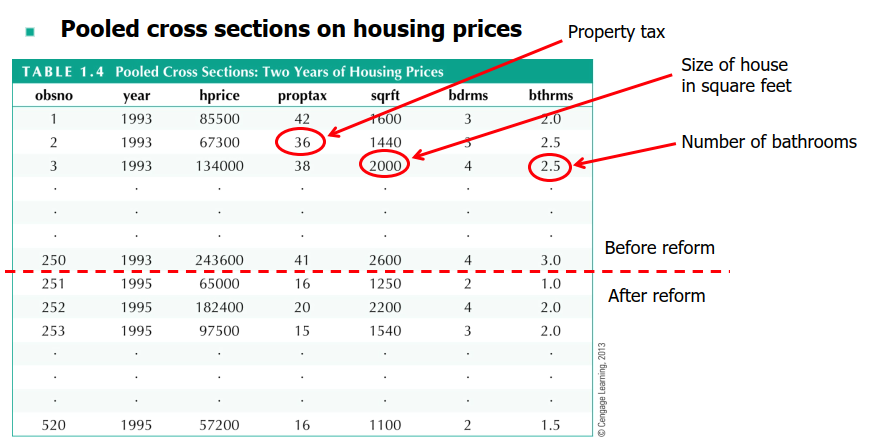 Pooled cross sections on housing prices
Property tax
Size of house
in square feet
Number of bathrooms
TABLE 1.4 Pooled Cross Sections: Two Years of Housing Prices
obsno year hprice proptax sqrft bdrms bthrms
1 1993 85500 42 1600 3 2.0
2 1993 67300 36 1440 3 2.5
3 1993 134000 38 2000 4 2.5
. . . . . . .
. . . . . . .
. . . . . . .
250 1993 243600 41 2600 4 3.0
Before reform
251 1995 65000 16 1250 2 1.0
After reform
252 1995 182400 20 2200 4 2.0
253 1995 97500 15 1540 3 2.0
. . . . . . .
. . . . . . .
. . . . . . .
520 1995 57200 16 1100 2 1.5
© Cengage Learning, 2013